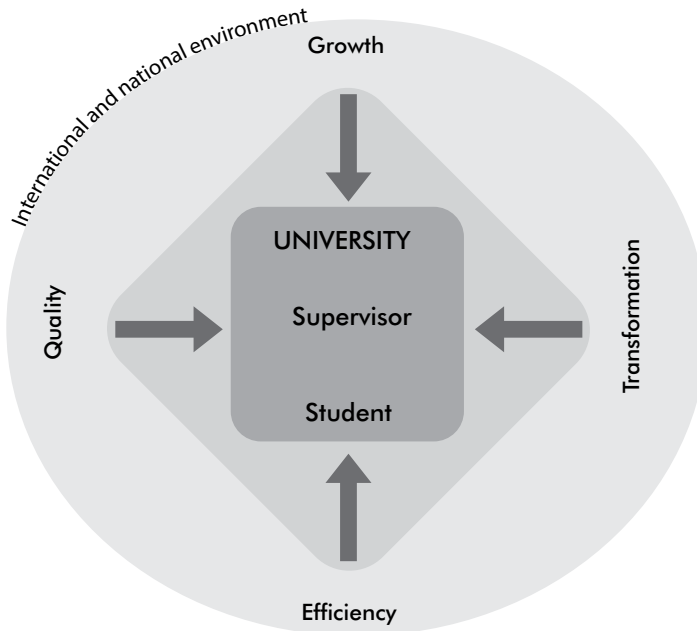 International and national environment
Growth
UNIVERSITY
Quality
Supervisor
Transformation
Student
Efficiency